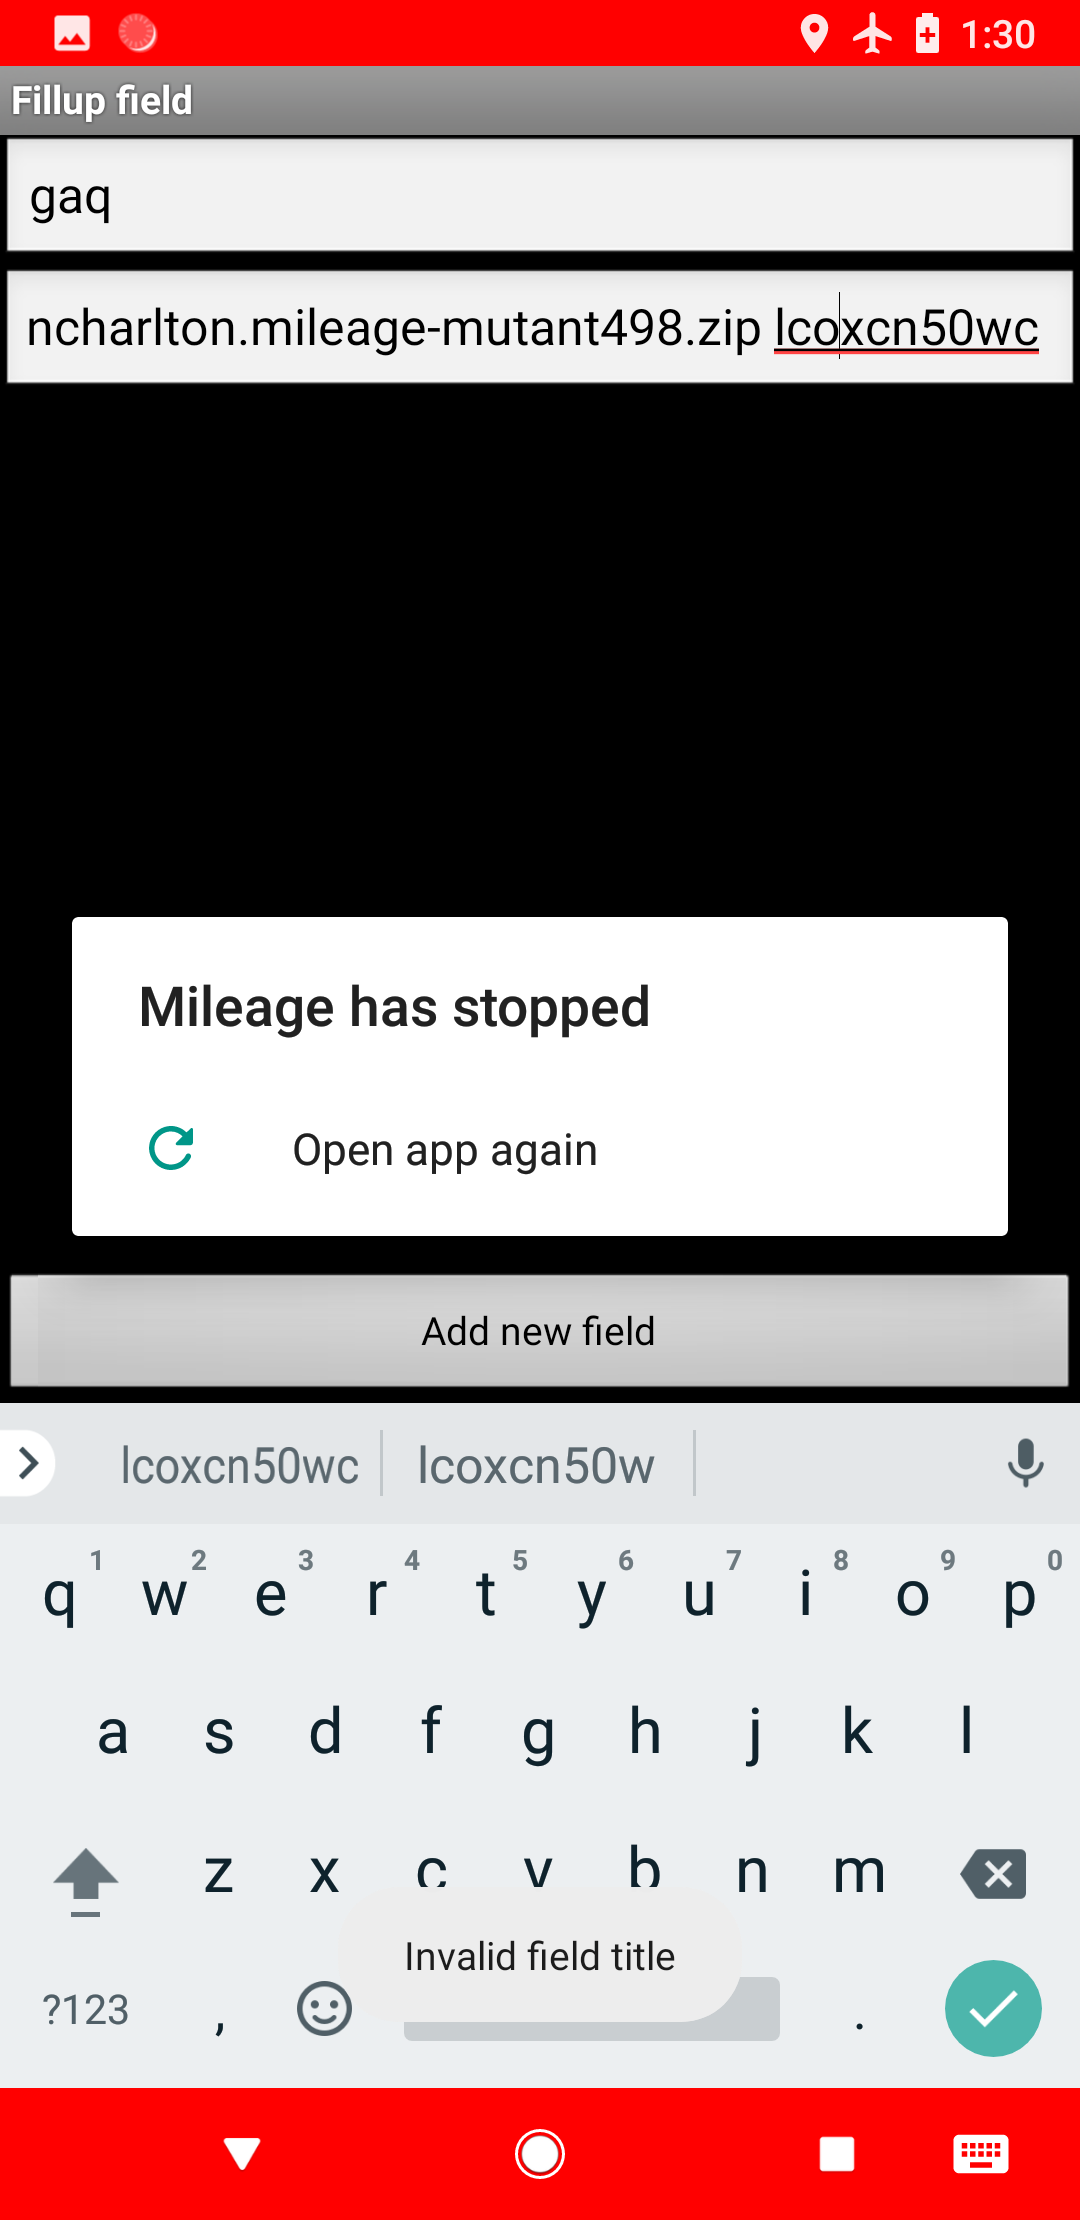 1:30
Fillup field
gaq
ncharlton.mileage-mutant498.zip lcoxcn50wc
Mileage has stopped
Open app again
Add new field
lcoxcn50wc lcoxcn50w
1 2 3 4 5 6 7 8 9 0
q w e r t y u i o p
a s d f g h j k l
z x c v b n m
Invalid field title
?123 , .